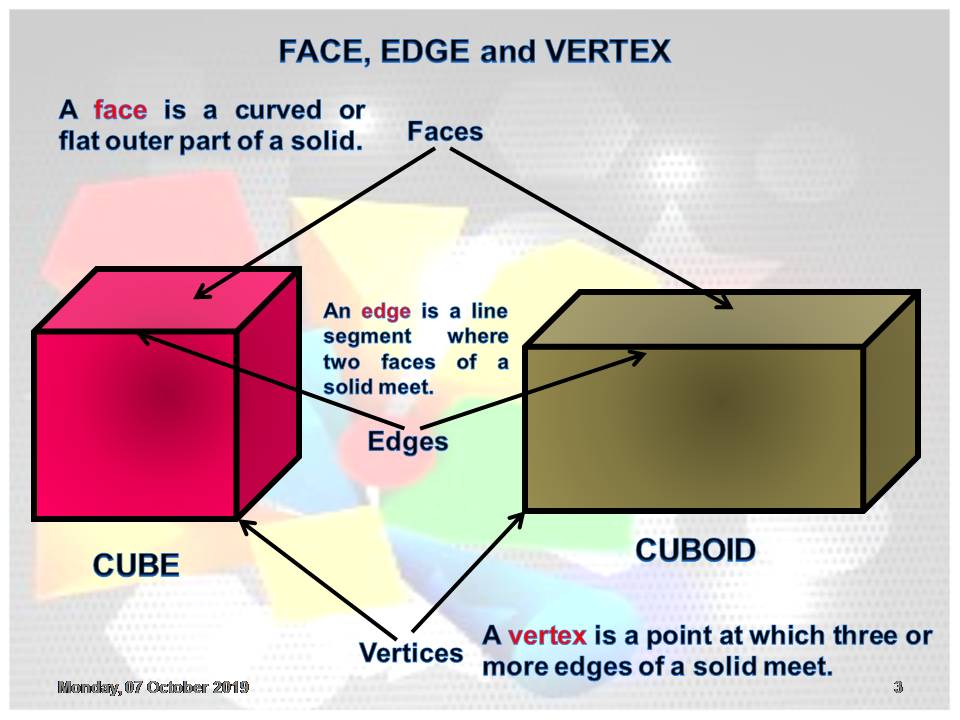 FACE, EDGE and VERTEX
A face is a curved or
flat outer part of a solid.
Faces
An edge is a line
segment where
two faces of a
solid meet.
Edges
CUBE
CUBOID
Vertices
A vertex is a point at which three or
more edges of a solid meet.
Monday, 07 October 2019
3